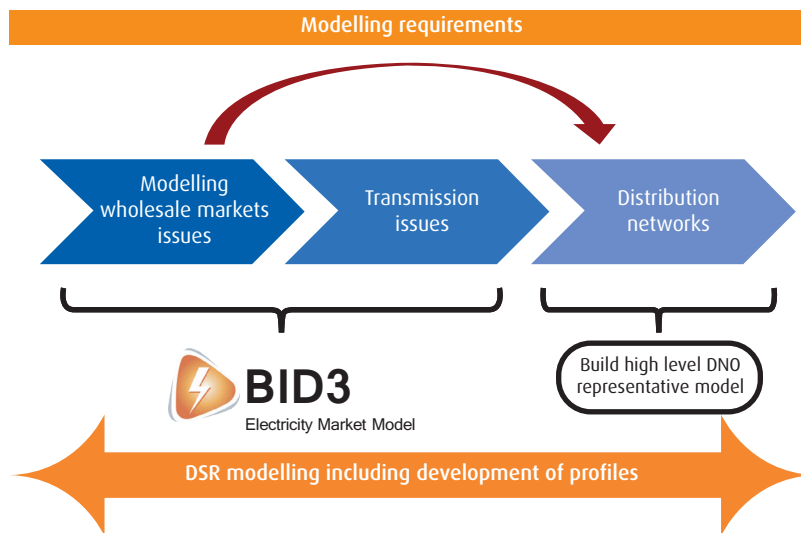 Modelling requirements
Modelling
wholesale markets
issues
Transmission
issues
Distribution
networks
BID3
Electricity Market Model
Build high level DNO
representative model
DSR modelling including development of profiles